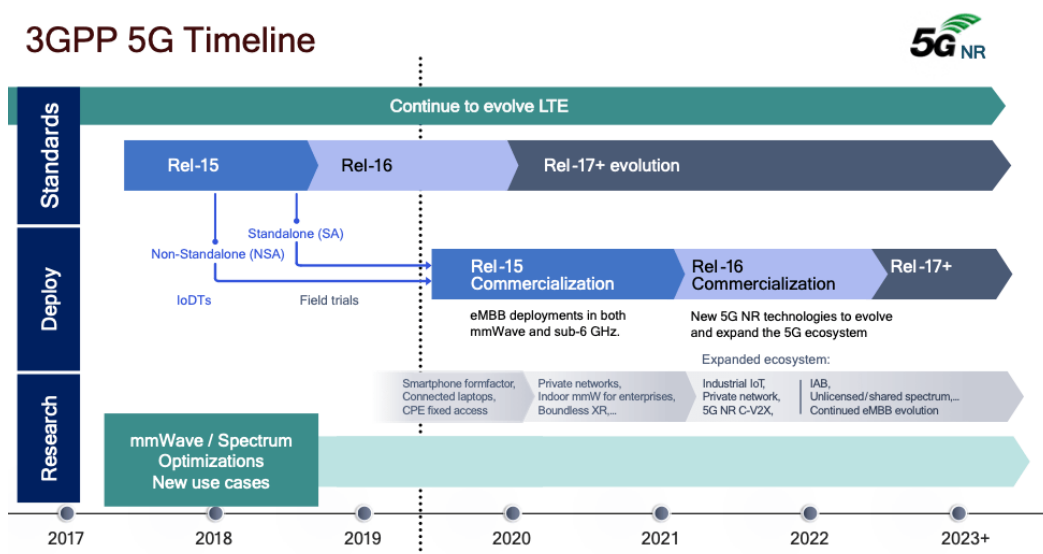 3GPP 5G Timeline
5G NR
Standards
Continue to evolve LTE
Rel-15
Rel-16
Rel-17+ evolution
Standalone (SA)
Non-Standalone (NSA)
IoDTs
Field trials
Deploy
Rel-15
Commercialization
Rel-16
Commercialization
Rel-17+
eMBB deployments in both
mmWave and sub-6 GHz.
New 5G NR technologies to evolve
and expand the 5G ecosystem
Expanded ecosystem:
Smartphone formfactor,
Connected laptops,
CPE fixed access
Private networks,
Indoor mmW for enterprises,
Boundless XR,...
Industrial IoT,
Private network,
5G NR C-V2X,
IAB,
Unlicensed/shared spectrum,...
Continued eMBB evolution
Research
mmWave / Spectrum
Optimizations
New use cases
2017
2018
2019
2020
2021
2022
2023+